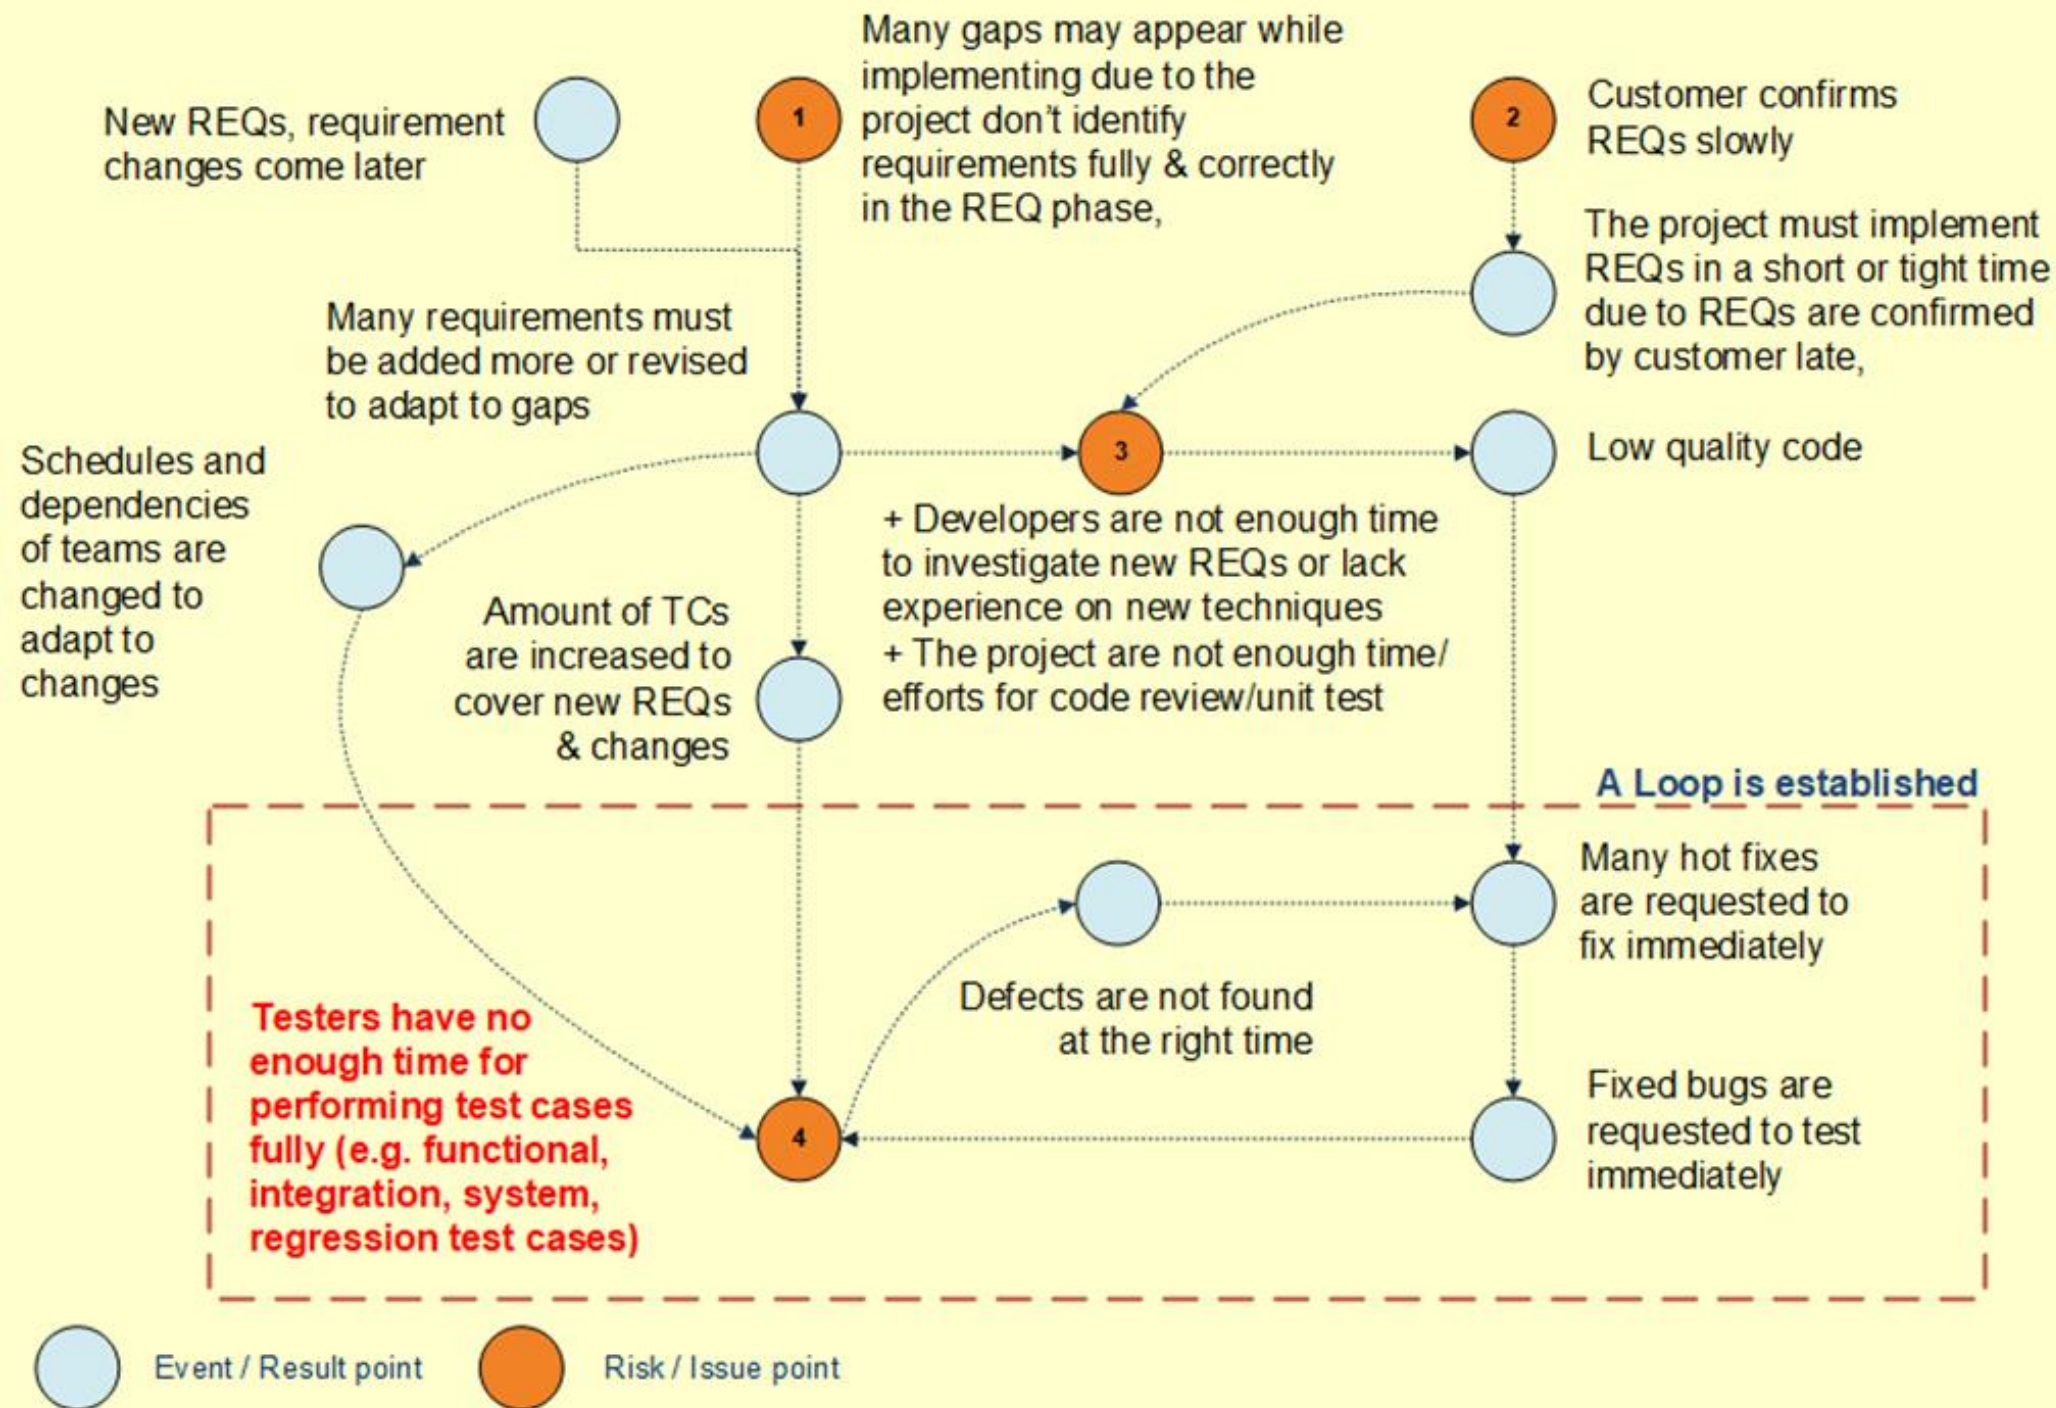 Many gaps may appear while
implementing due to the
project don't identify
requirements fully & correctly
in the REQ phase,
New REQs, requirement
changes come later
1
2
Customer confirms
REQs slowly
The project must implement
REQs in a short or tight time
due to REQs are confirmed
by customer late,
Many requirements must
be added more or revised
to adapt to gaps
3
Low quality code
Schedules and
dependencies
of teams are
changed to
adapt to
changes
+ Developers are not enough time
to investigate new REQs or lack
experience on new techniques
+ The project are not enough time/
efforts for code review/unit test
Amount of TCs
are increased to
cover new REQs
& changes
A Loop is established
Many hot fixes
are requested to
fix immediately
Defects are not found
at the right time
Testers have no
enough time for
performing test cases
fully (e.g. functional,
integration, system,
regression test cases)
4
Fixed bugs are
requested to test
immediately
Event / Result point
Risk / Issue point